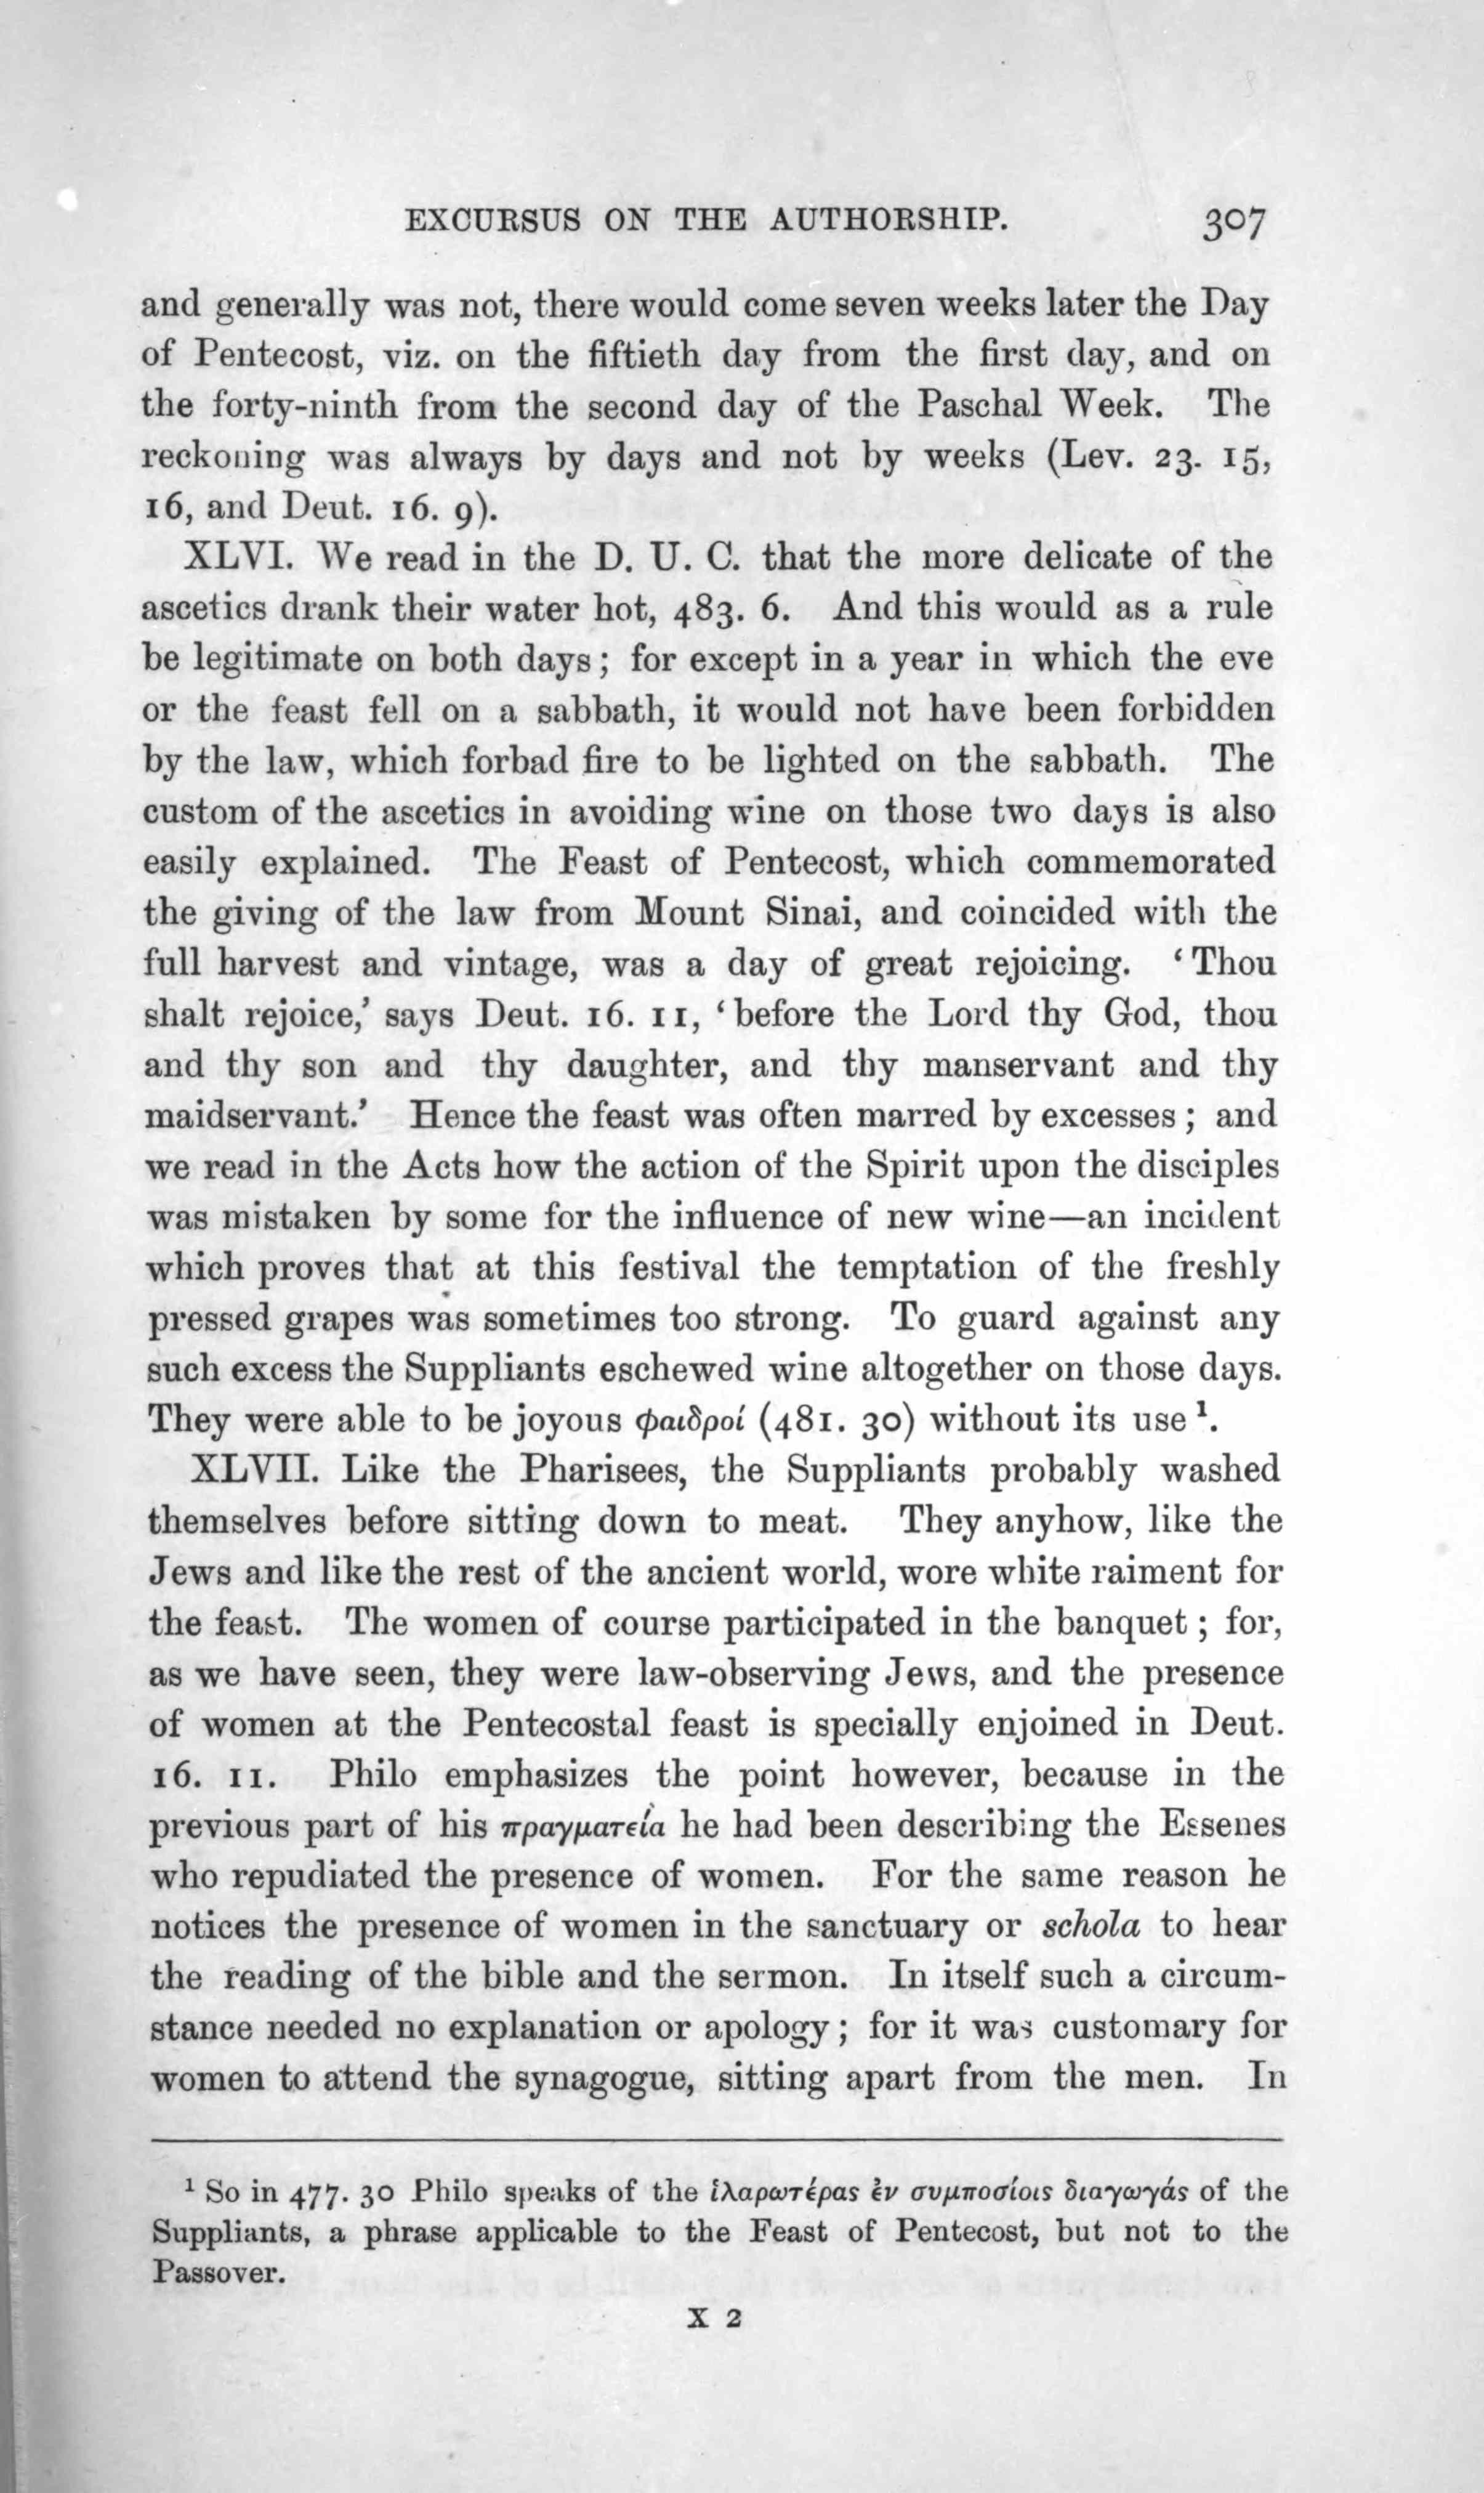 EXCURSUS ON THE AUTHORSHIP. 307
and generally was not, there would come seven weeks later the Day
of Pentecost, viz. on the fiftieth day from the first day, and on
the forty-ninth from the second day of the Paschal Week. The
reckoning was always by days and not by weeks (Lev. 23. 15,
16, and Deut. 16. 9).
XLVI. We read in the D. U. C. that the more delicate of the
ascetics drank their water hot, 483. 6. And this would as a rule
be legitimate on both days; for except in a year in which the eve
or the feast fell on a sabbath, it would not have been forbidden
by the law, which forbad fire to be lighted on the sabbath. The
custom of the ascetics in avoiding wine on those two days is also
easily explained. The Feast of Pentecost, which commemorated
the giving of the law from Mount Sinai, and coincided with the
full harvest and vintage, was a day of great rejoicing. ‘Thou
shalt rejoice,’ says Deut. 16. 11, ‘before the Lord thy God, thou
and thy son and thy daughter, and thy manservant and thy
maidservant.’ Hence the feast was often marred by excesses; and
we read in the Acts how the action of the Spirit upon the disciples
was mistaken by some for the influence of new wine—an incident
which proves that at this festival the temptation of the freshly
pressed grapes was sometimes too strong. To guard against any
such excess the Suppliants eschewed wine altogether on those days.
They were able to be joyous φαιδροί (481. 30) without its use ¹.
XLVII. Like the Pharisees, the Suppliants probably washed
themselves before sitting down to meat. They anyhow, like the
Jews and like the rest of the ancient world, wore white raiment for
the feast. The women of course participated in the banquet; for,
as we have seen, they were law-observing Jews, and the presence
of women at the Pentecostal feast is specially enjoined in Deut.
16. 11. Philo emphasizes the point however, because in the
previous part of his πραγματεία he had been describing the Essenes
who repudiated the presence of women. For the same reason he
notices the presence of women in the sanctuary or schola to hear
the reading of the bible and the sermon. In itself such a circum-
stance needed no explanation or apology; for it was customary for
women to attend the synagogue, sitting apart from the men. In
¹ So in 477. 30 Philo speaks of the ἱλαρωτέρας ἐν συμποσίοις διαγωγάς of the
Suppliants, a phrase applicable to the Feast of Pentecost, but not to the
Passover.
X 2